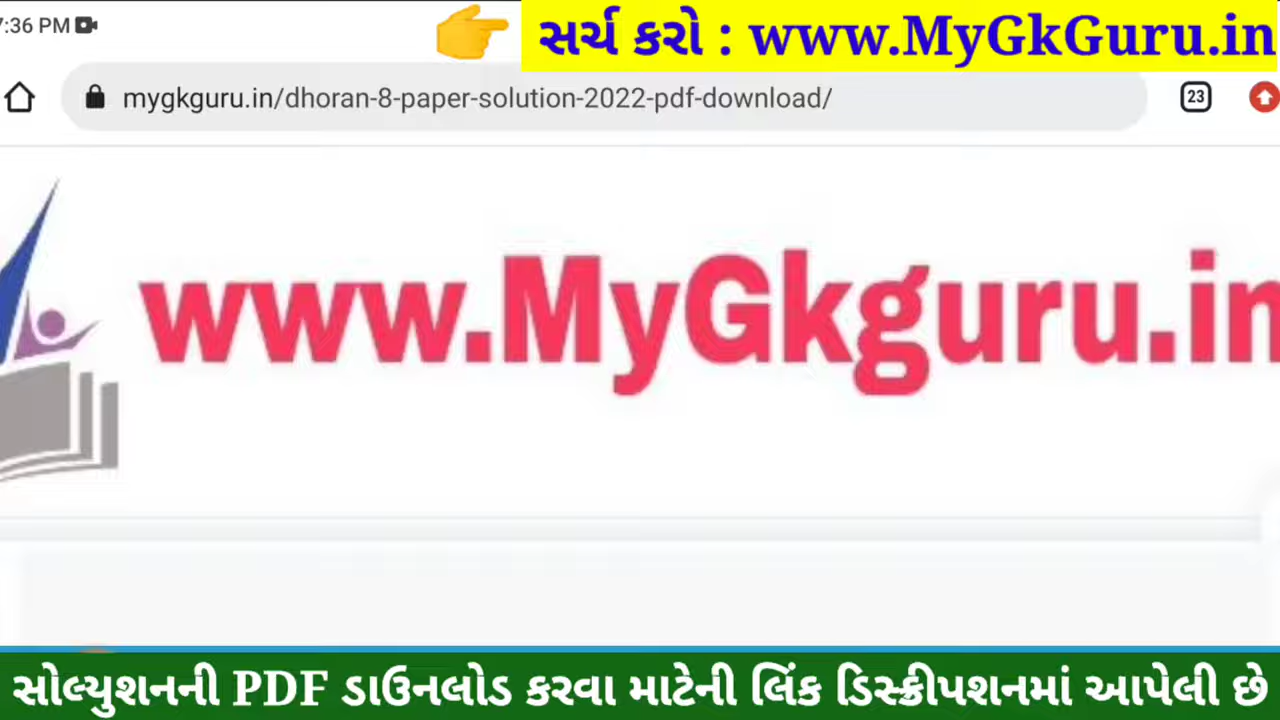 7:36 PM
સર્ચ કરો : www.MyGkGuru.in
mygkguru.in/dhoran-8-paper-solution-2022-pdf-download/
23
www.MyGkguru.in
સોલ્યુશનની PDF ડાઉનલોડ કરવા માટેની લિંક ડિસ્ક્રીપશનમાં આપેલી છે